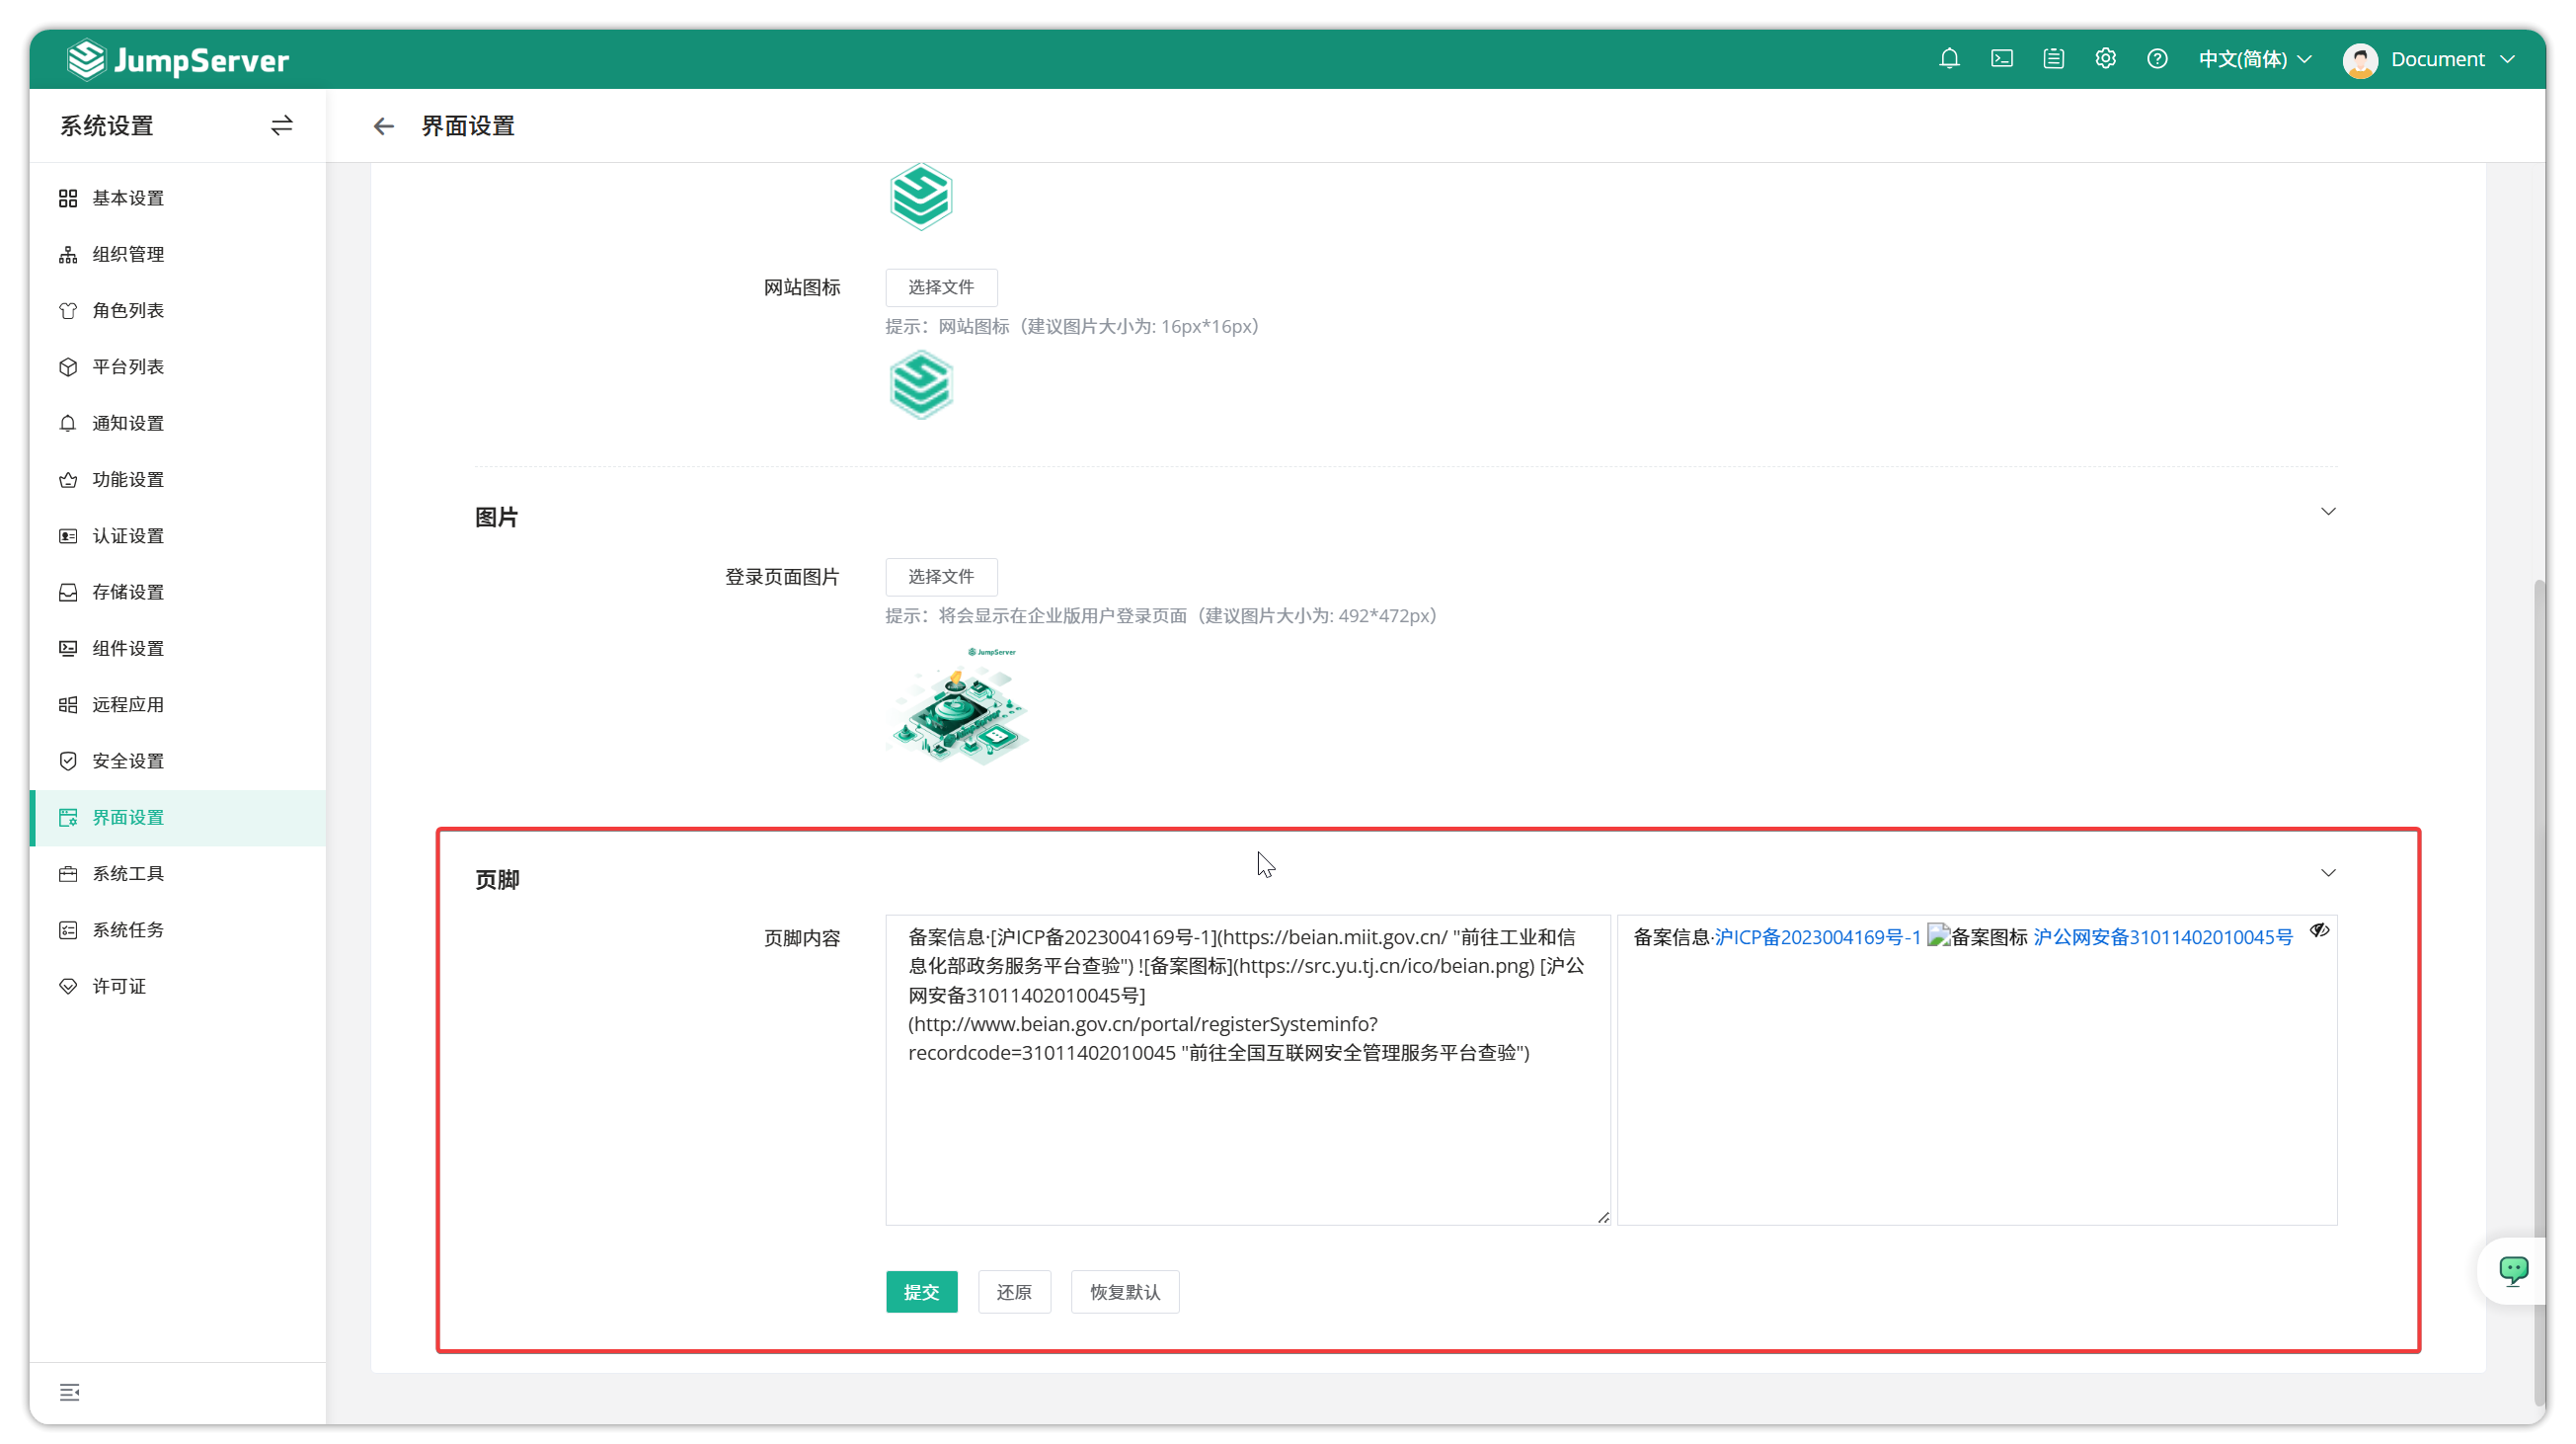 JumpServer
中文(简体)
Document
系统设置
界面设置
基本设置
组织管理
角色列表
平台列表
通知设置
功能设置
认证设置
存储设置
组件设置
远程应用
安全设置
界面设置
系统工具
系统任务
许可证
网站图标
选择文件
提示：网站图标（建议图片大小为: 16px*16px）
图片
登录页面图片
选择文件
提示：将会显示在企业版用户登录页面（建议图片大小为: 492*472px）
JumpServer
页脚
页脚内容
备案信息·[沪ICP备2023004169号-1](https://beian.miit.gov.cn/ "前往工业和信
息化部政务服务平台查验") ![备案图标](https://src.yu.tj.cn/ico/beian.png) [沪公
网安备31011402010045号]
(http://www.beian.gov.cn/portal/registerSysteminfo?
recordcode=31011402010045 "前往全国互联网安全管理服务平台查验")
备案信息·沪ICP备2023004169号-1 备案图标 沪公网安备31011402010045号
提交
还原
恢复默认